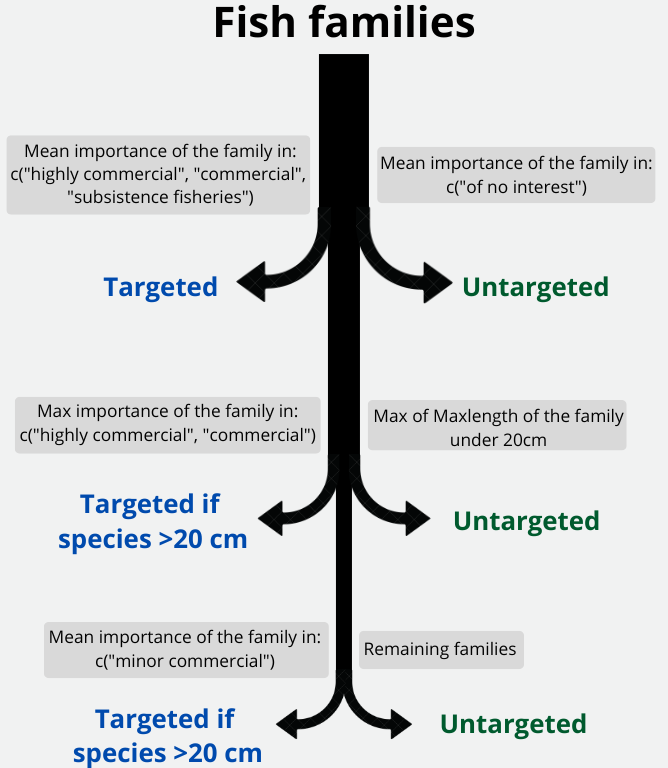 Fish families
Mean importance of the family in:
c("highly commercial", "commercial",
"subsistence fisheries")
Mean importance of the family in:
c("of no interest")
Targeted
Untargeted
Max importance of the family in:
c("highly commercial", "commercial")
Max of Maxlength of the family
under 20cm
Targeted if
species >20 cm
Untargeted
Mean importance of the family in:
c("minor commercial")
Remaining families
Targeted if
species >20 cm
Untargeted